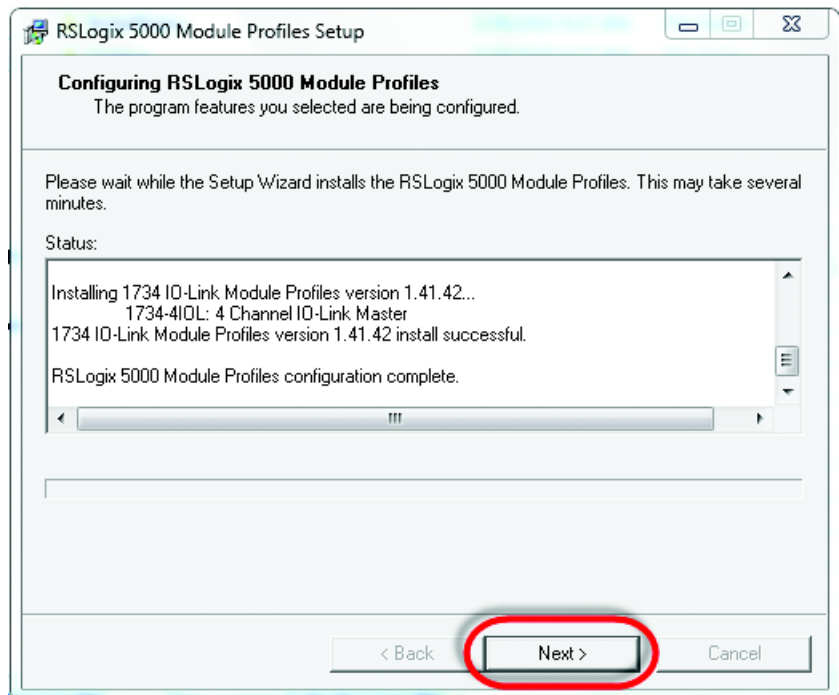 RSLogix 5000 Module Profiles Setup
Configuring RSLogix 5000 Module Profiles
The program features you selected are being configured.
Please wait while the Setup Wizard installs the RSLogix 5000 Module Profiles. This may take several
minutes.
Status:
Installing 1734 IO-Link Module Profiles version 1.41.42...
1734-4IOL: 4 Channel IO-Link Master
1734 IO-Link Module Profiles version 1.41.42 install successful.
RSLogix 5000 Module Profiles configuration complete.
< Back
Next >
Cancel